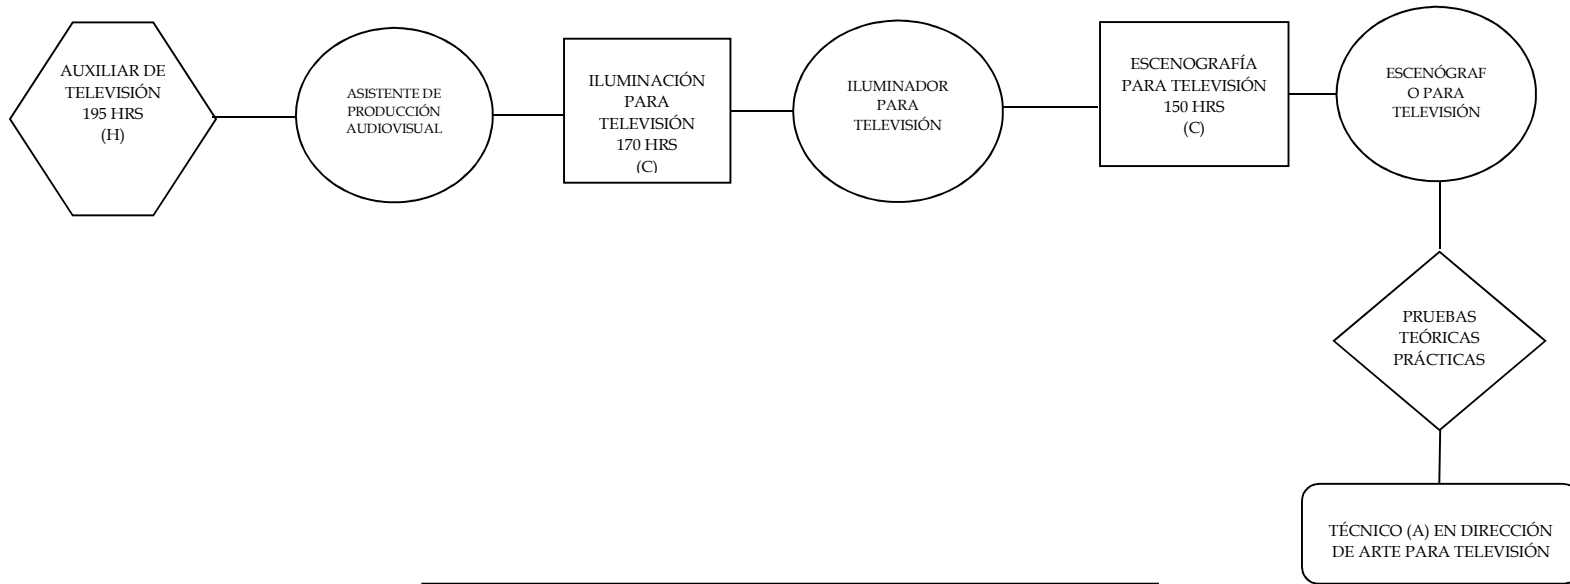 AUXILIAR DE
TELEVISIÓN
195 HRS
(H)
ASISTENTE DE
PRODUCCIÓN
AUDIOVISUAL
ILUMINACIÓN
PARA
TELEVISIÓN
170 HRS
(C)
ILUMINADOR
PARA
TELEVISIÓN
ESCENOGRAFÍA
PARA TELEVISIÓN
150 HRS
(C)
ESCENÓGRAF
O PARA
TELEVISIÓN
PRUEBAS
TEÓRICAS
PRÁCTICAS
TÉCNICO (A) EN DIRECCIÓN
DE ARTE PARA TELEVISIÓN